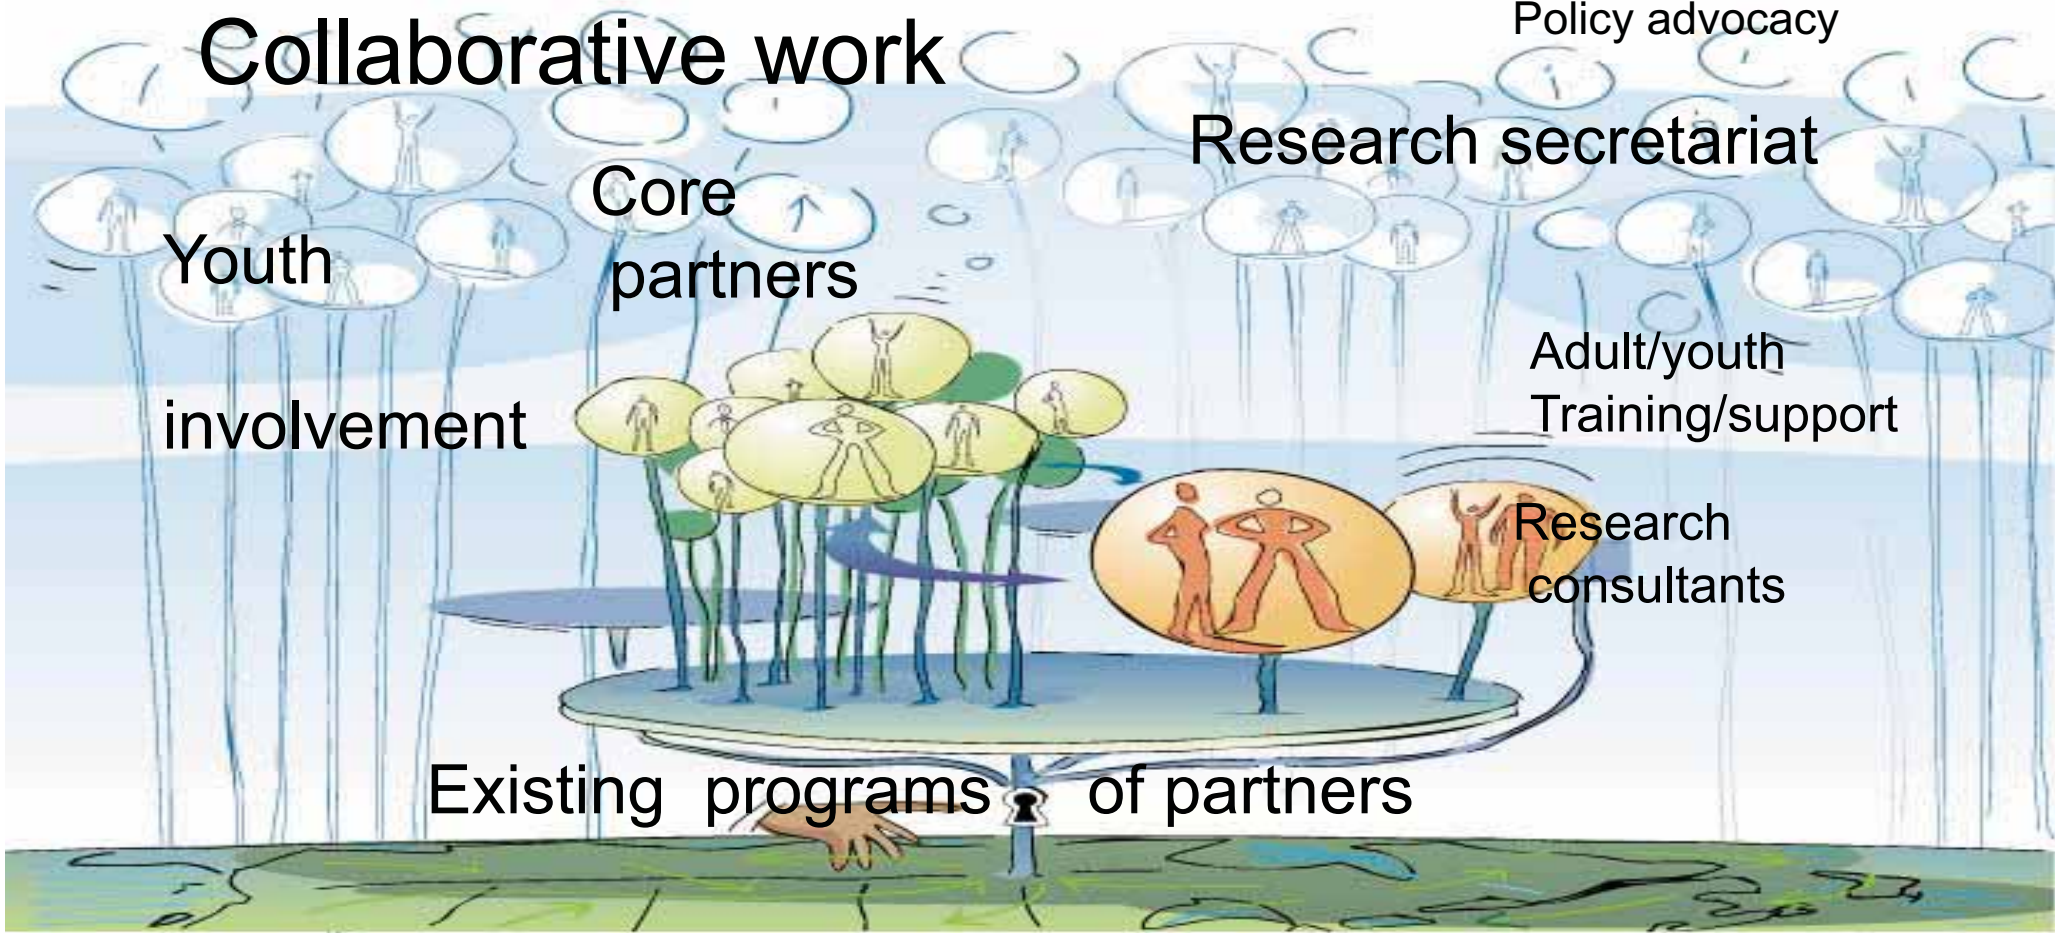 Policy advocacy
Collaborative work
Research secretariat
Core
partners
Youth
involvement
Adult/youth
Training/support
Research
consultants
Existing programs of partners